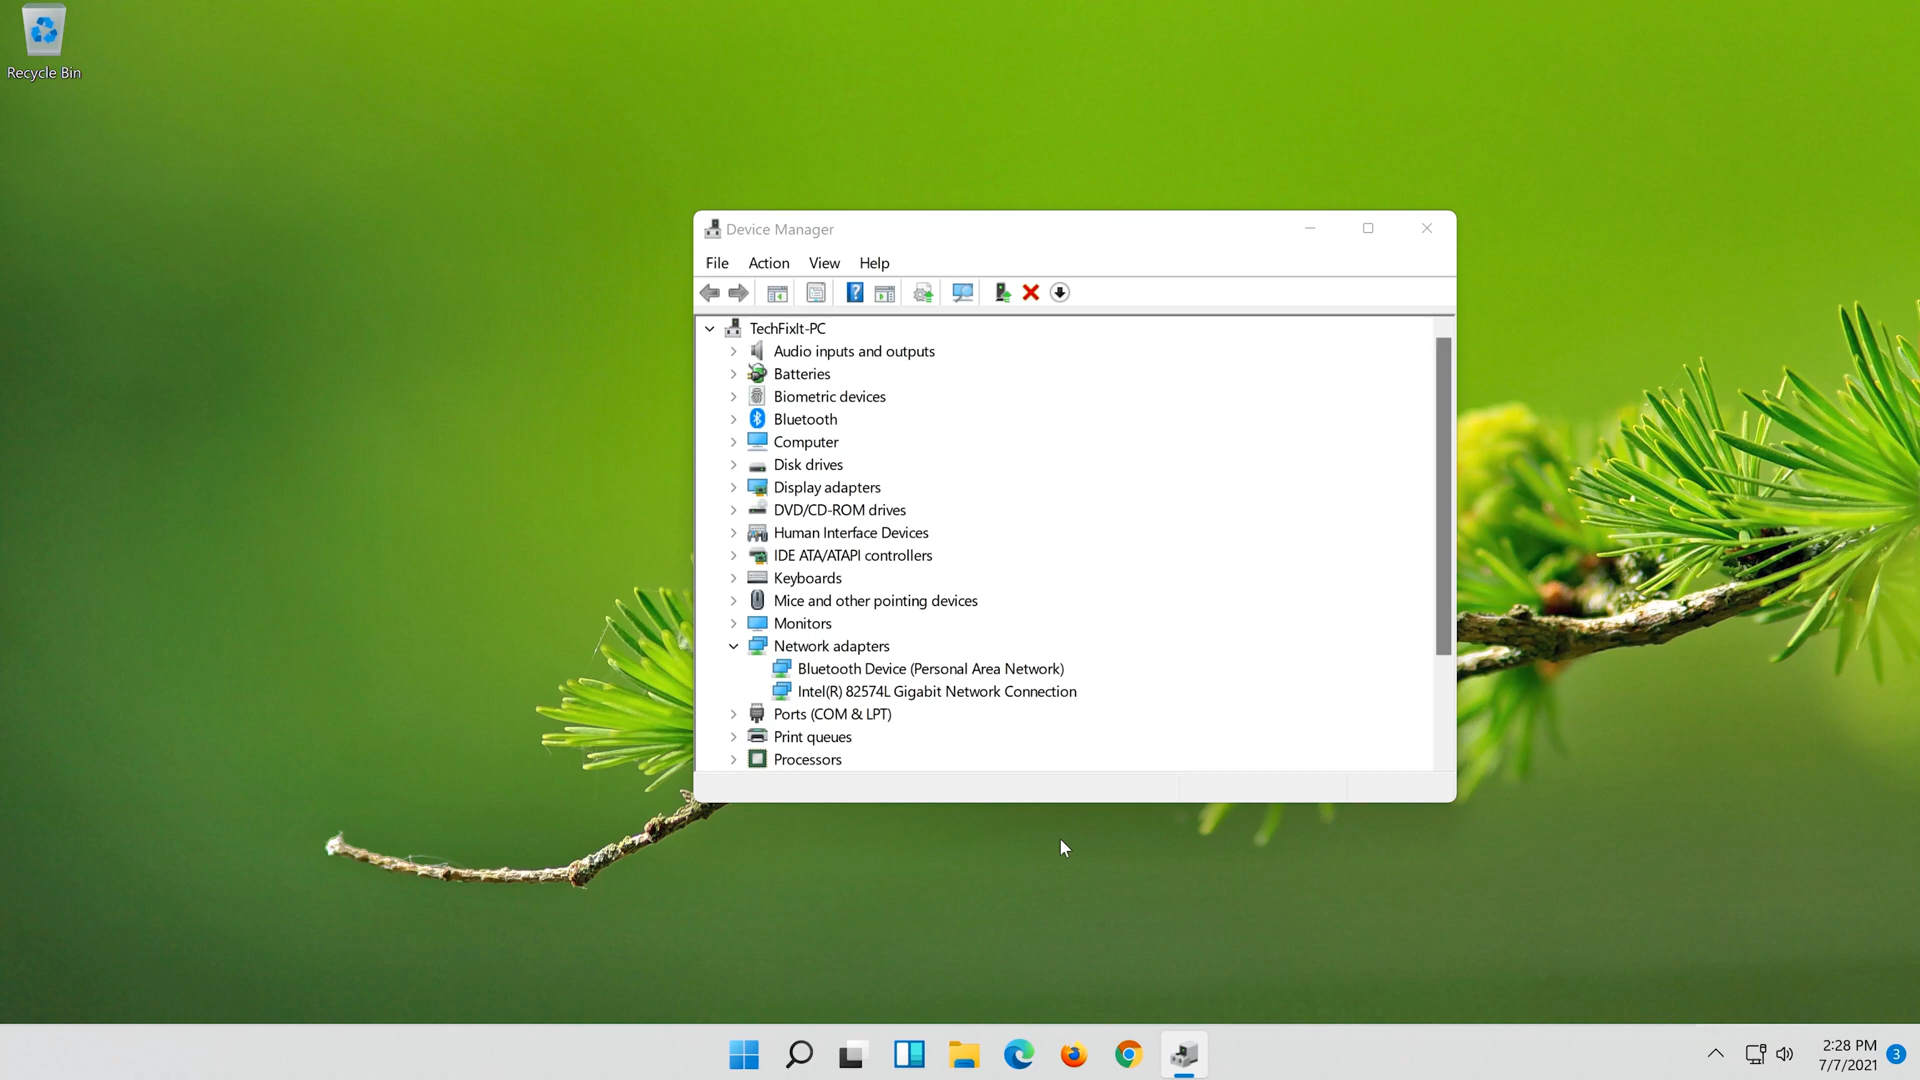 Recycle Bin
Device Manager
File Action View Help
TechFixIt-PC
Audio inputs and outputs
Batteries
Biometric devices
Bluetooth
Computer
Disk drives
Display adapters
DVD/CD-ROM drives
Human Interface Devices
IDE ATA/ATAPI controllers
Keyboards
Mice and other pointing devices
Monitors
Network adapters
Bluetooth Device (Personal Area Network)
Intel(R) 82574L Gigabit Network Connection
Ports (COM & LPT)
Print queues
Processors
2:28 PM
7/7/2021
3